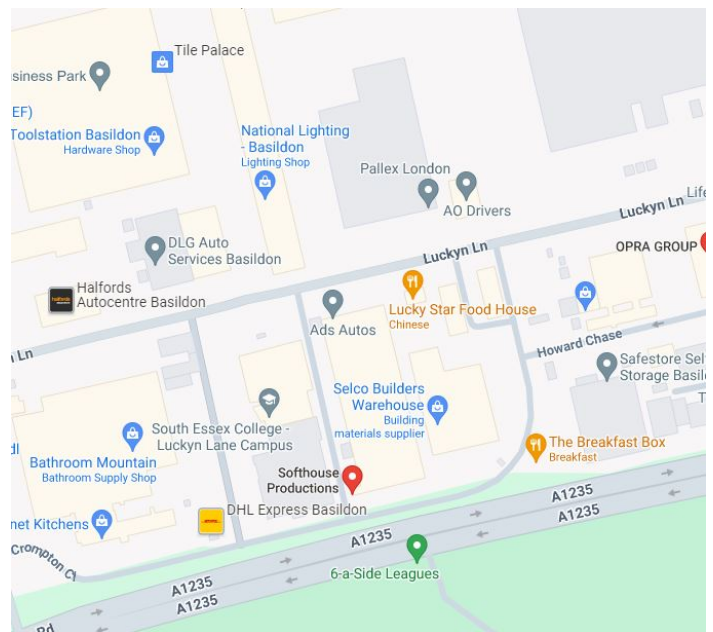 Tile Palace
siness Park
EF)
Toolstation Basildon
Hardware Shop
National Lighting
- Basildon
Lighting Shop
Pallex London
AO Drivers
Life
Luckyn Ln
DLG Auto
Services Basildon
Luckyn Ln
OPRA GROUP
halfords
Halfords
Autocentre Basildon
Lucky Star Food House
Chinese
Ads Autos
Howard Chase
n Ln
Safestore Sel
Storage Basil
T
Selco Builders
Warehouse
Building
materials supplier
South Essex College -
Luckyn Lane Campus
dl
Bathroom Mountain
Bathroom Supply Shop
The Breakfast Box
Breakfast
Softhouse
Productions
A1235
A1235
DHL Express Basildon
net Kitchens
A1235
Crompton Cl
6-a-Side Leagues
A1235
A1235
Rd